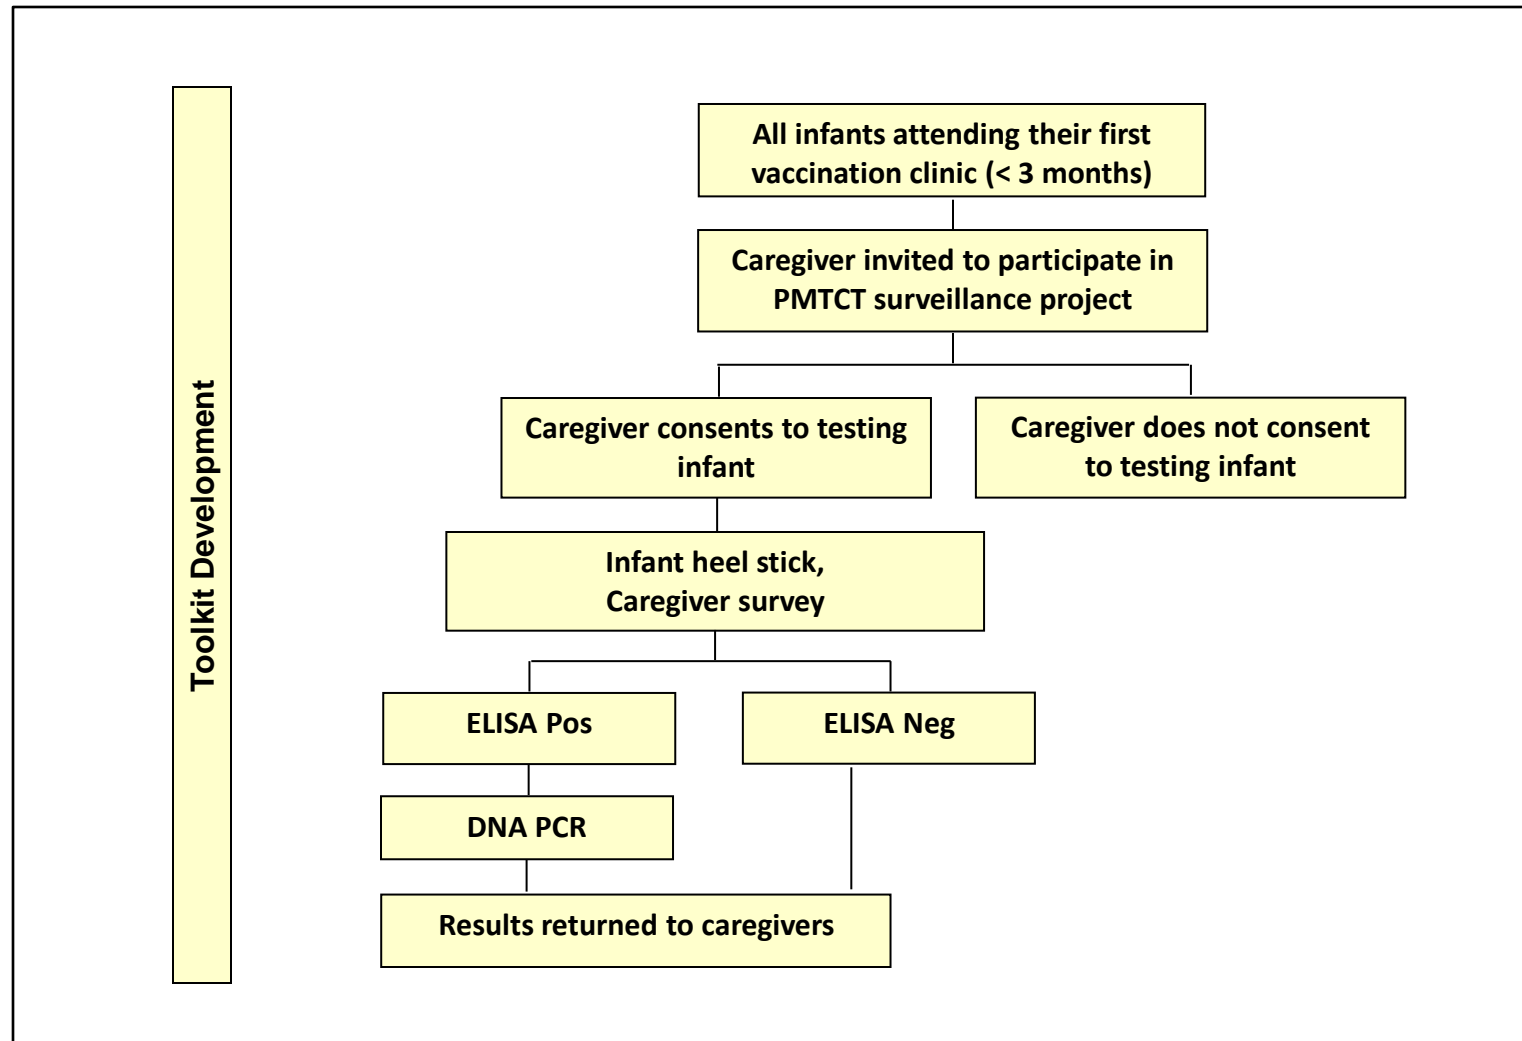 Toolkit Development
All infants attending their first
vaccination clinic (< 3 months)
Caregiver invited to participate in
PMTCT surveillance project
Caregiver consents to testing
infant
Caregiver does not consent
to testing infant
Infant heel stick,
Caregiver survey
ELISA Pos
ELISA Neg
DNA PCR
Results returned to caregivers